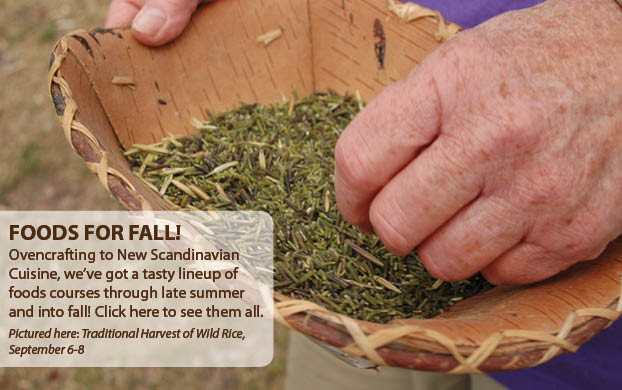 FOODS FOR FALL!
Overcrafting to New Scandinavian
Cuisine, we've got a tasty lineup of
foods courses through late summer
and into fall! Click here to see them all.
Pictured here: Traditional Harvest of Wild Rice,
September 6-8